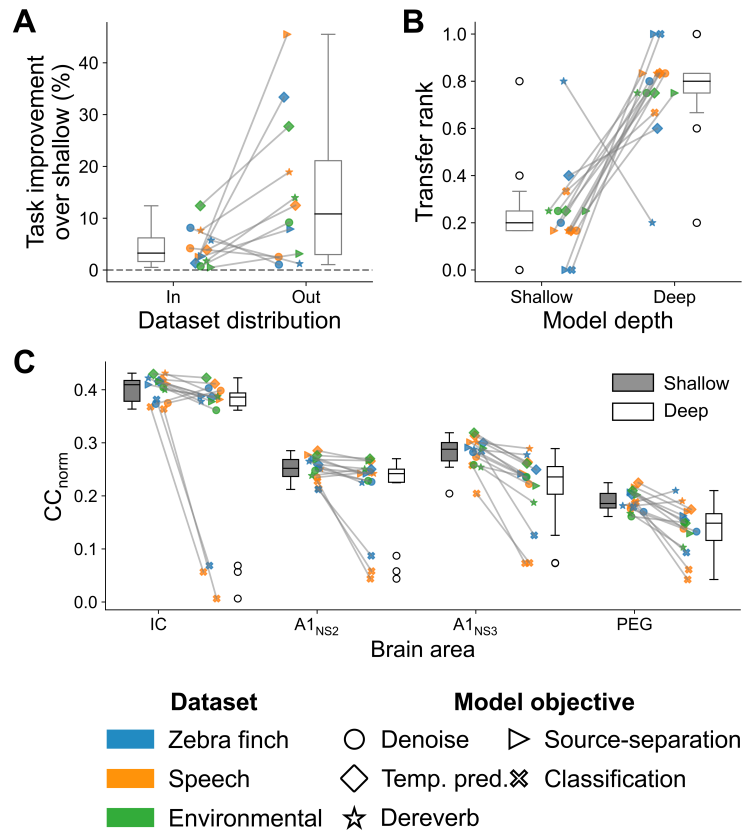 A
B
Task improvement
over shallow (%)
40
30
20
10
0
In
Out
Dataset distribution
Transfer rank
1.0
0.8
0.6
0.4
0.2
0.0
Shallow
Deep
Model depth
C
CCnorm
0.4
0.3
0.2
0.1
0.0
Shallow
Deep
IC
A1NS2
A1NS3
PEG
Brain area
Dataset
Model objective
Zebra finch
Denoise
Source-separation
Speech
Temp. pred.
Classification
Environmental
Dereverb